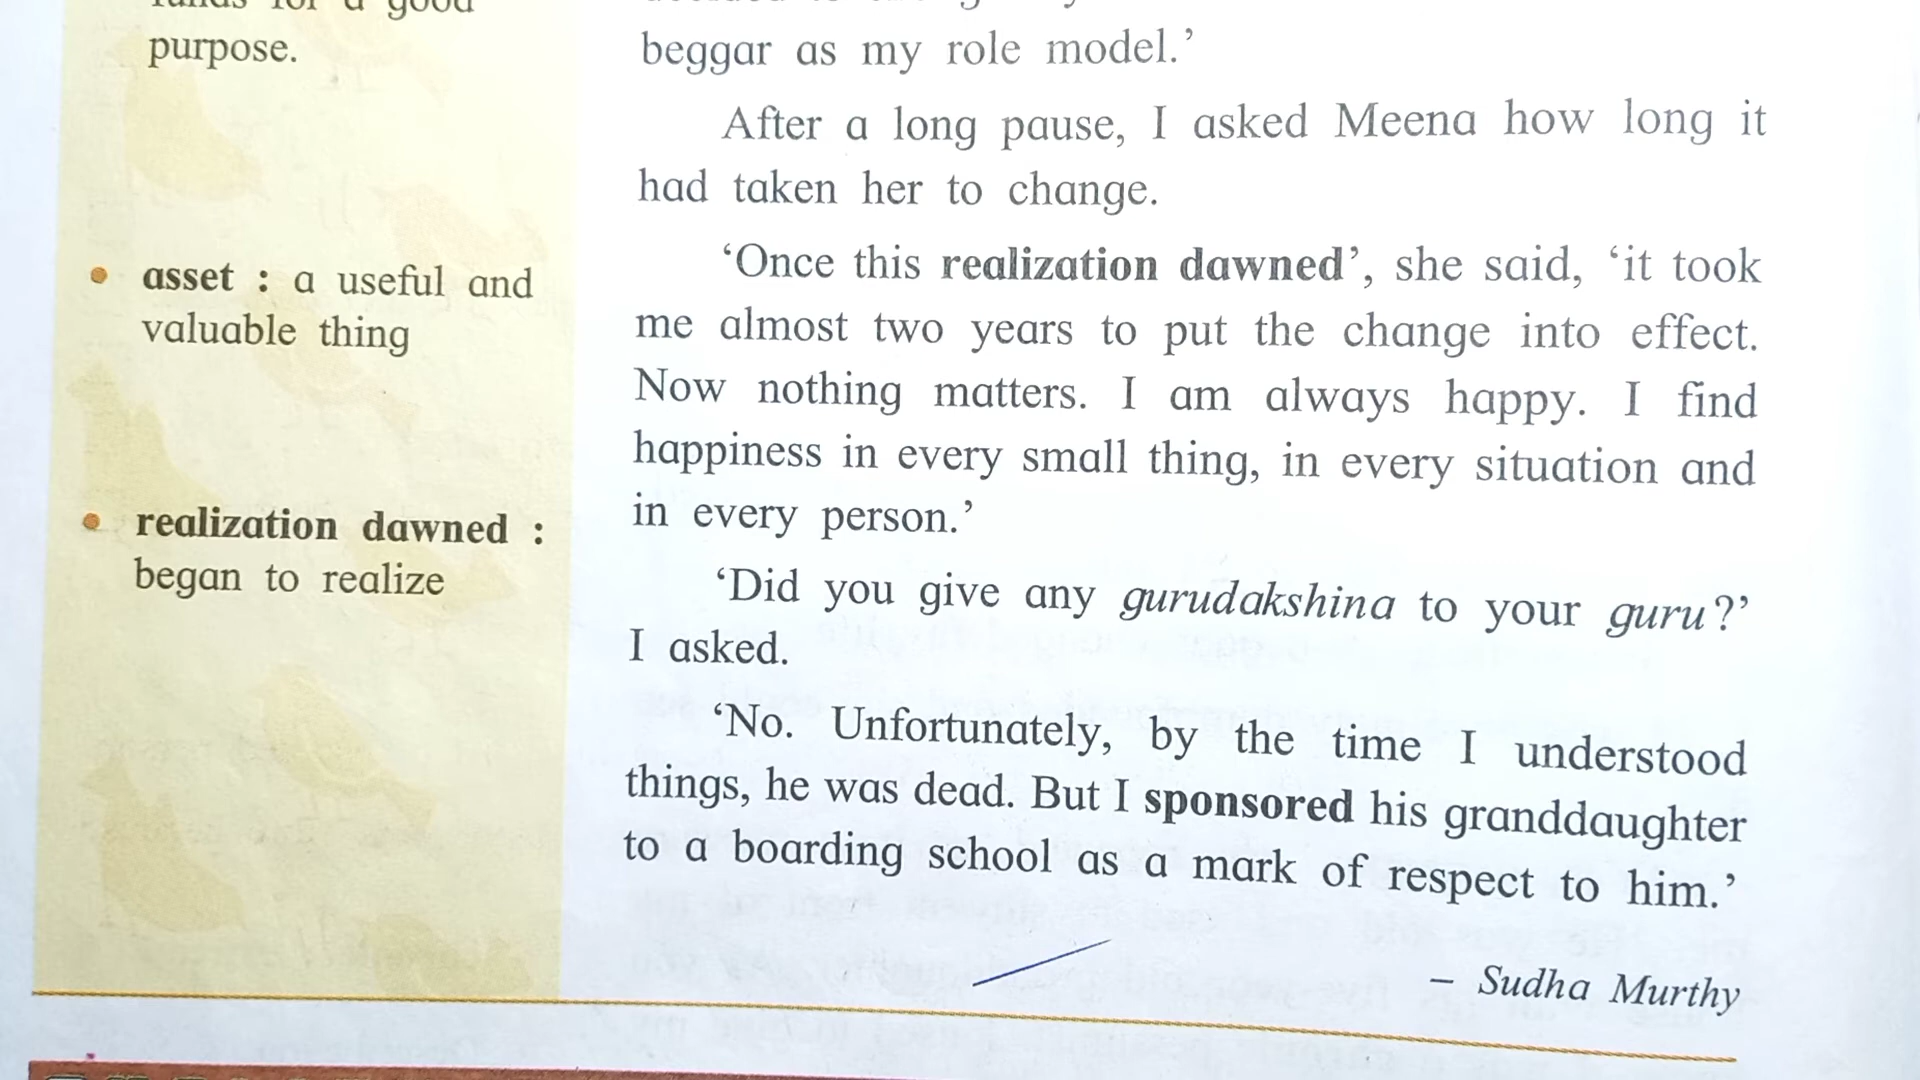 purpose.
• asset : a useful and
valuable thing
• realization dawned :
began to realize
beggar as my role model.’
After a long pause, I asked Meena how long it
had taken her to change.
‘Once this realization dawned’, she said, ‘it took
me almost two years to put the change into effect.
Now nothing matters. I am always happy. I find
happiness in every small thing, in every situation and
in every person.’
‘Did you give any gurudakshina to your guru?’
I asked.
‘No. Unfortunately, by the time I understood
things, he was dead. But I sponsored his granddaughter
to a boarding school as a mark of respect to him.’
– Sudha Murthy